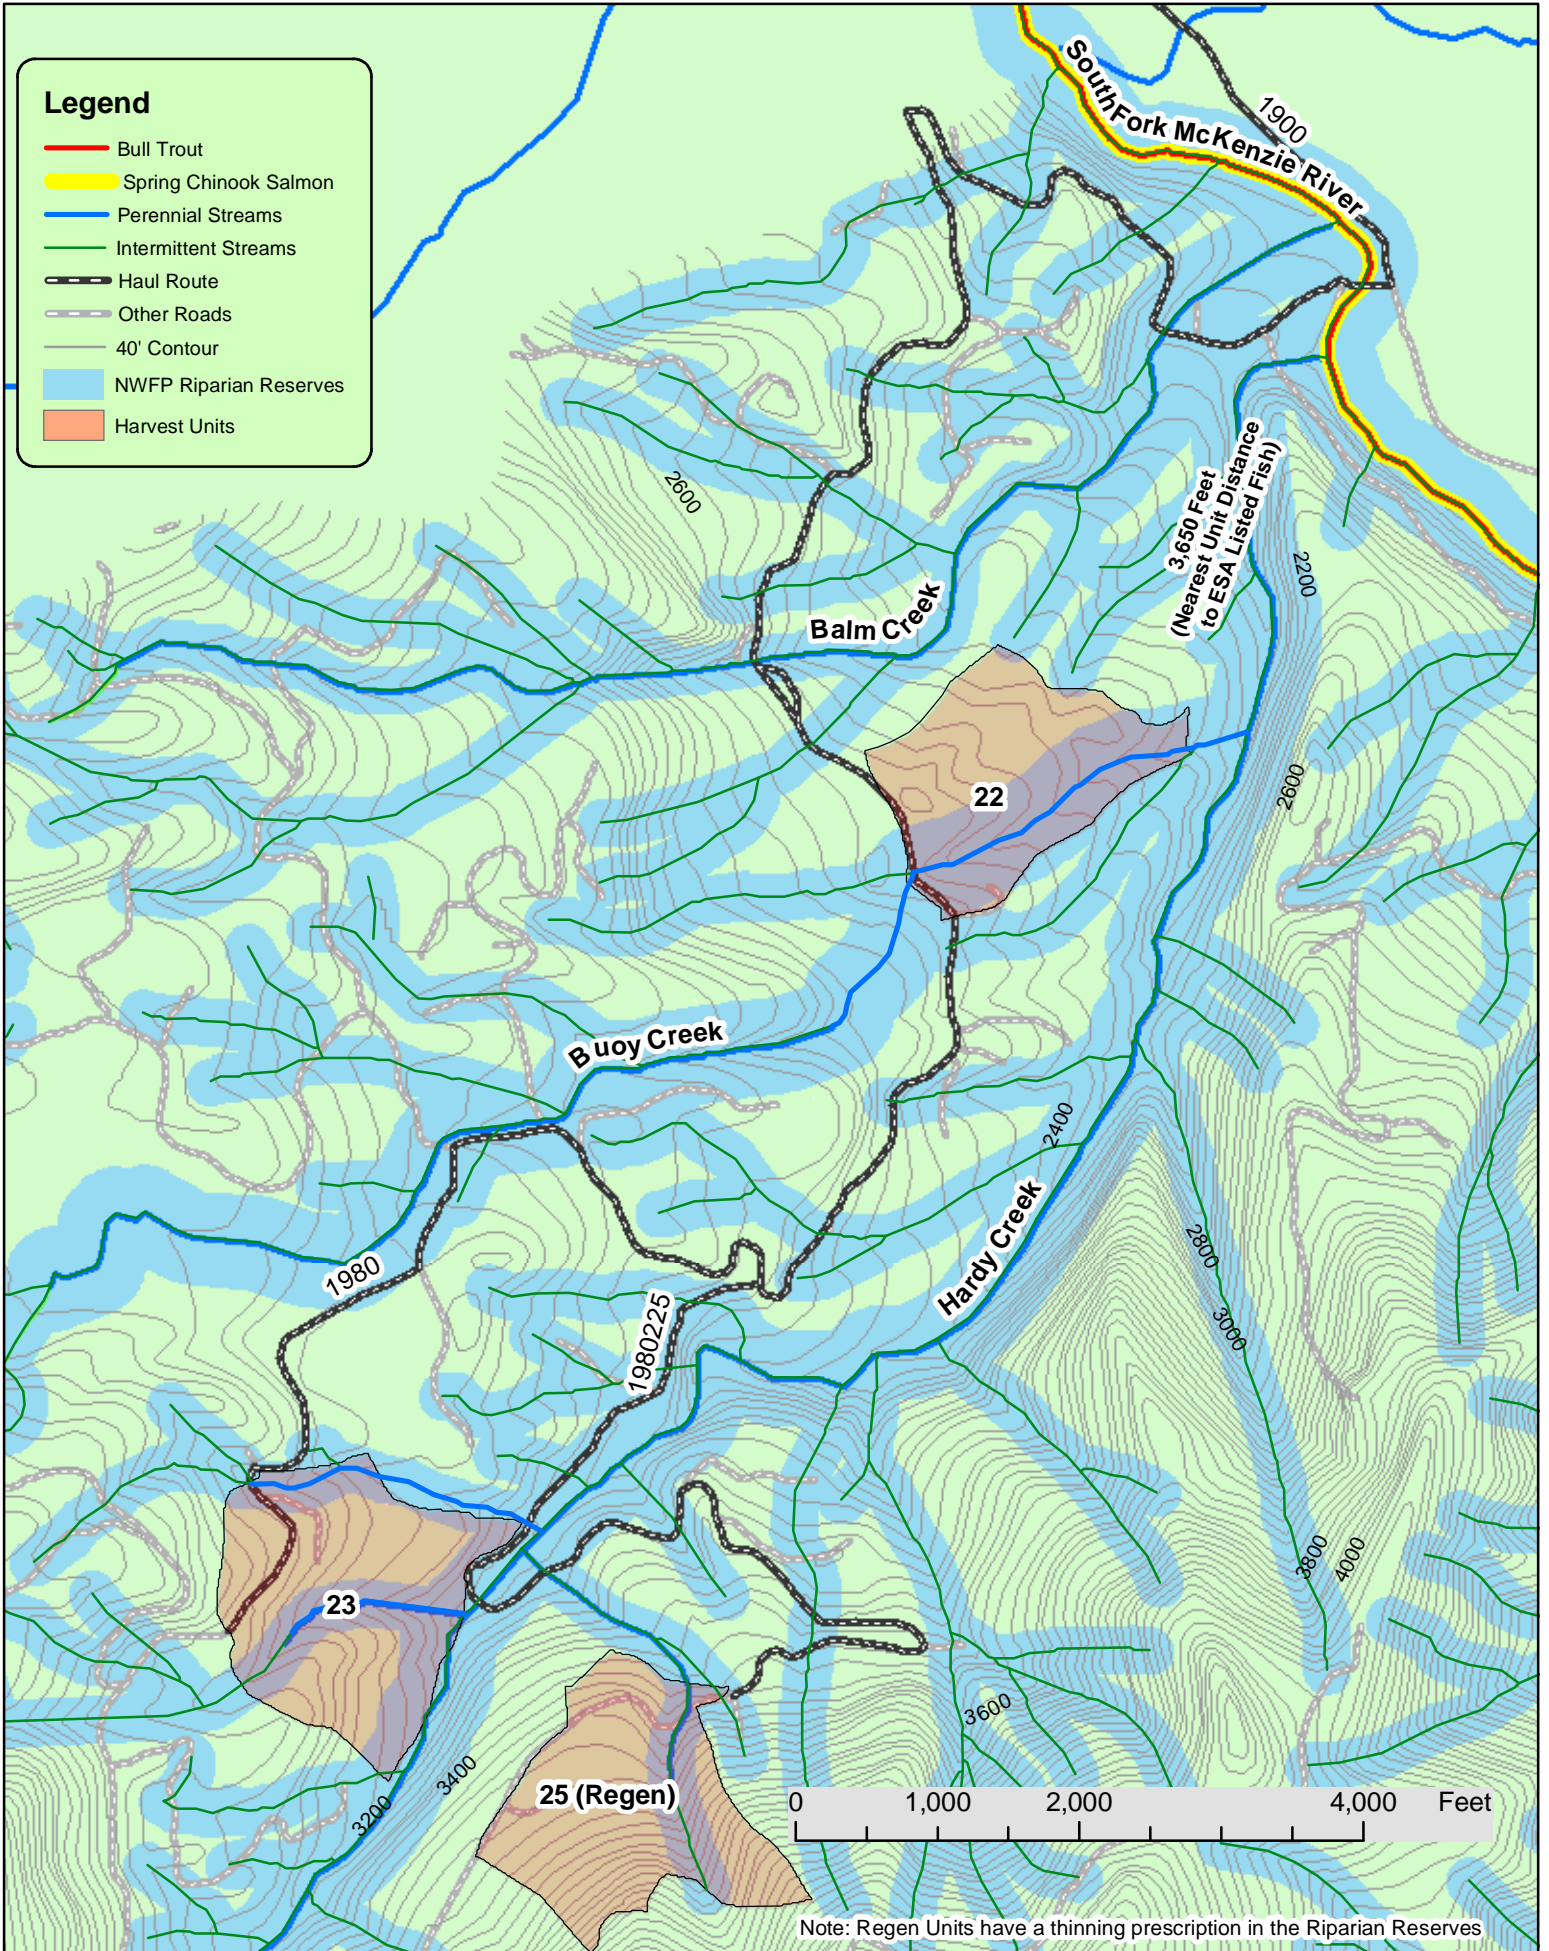 Legend
Bull Trout
Spring Chinook Salmon
Perennial Streams
Intermittent Streams
Haul Route
Other Roads
40' Contour
NWFP Riparian Reserves
Harvest Units
South Fork McKenzie River
1900
2600
3,650 Feet
(Nearest Unit Distance
to ESA Listed Fish)
2200
Balm Creek
22
2600
Buoy Creek
2400
Hardy Creek
2800
1980
3000
1980225
3800
4000
23
3600
3400
25 (Regen)
3200
0 1,000 2,000 4,000 Feet
Note: Regen Units have a thinning prescription in the Riparian Reserves